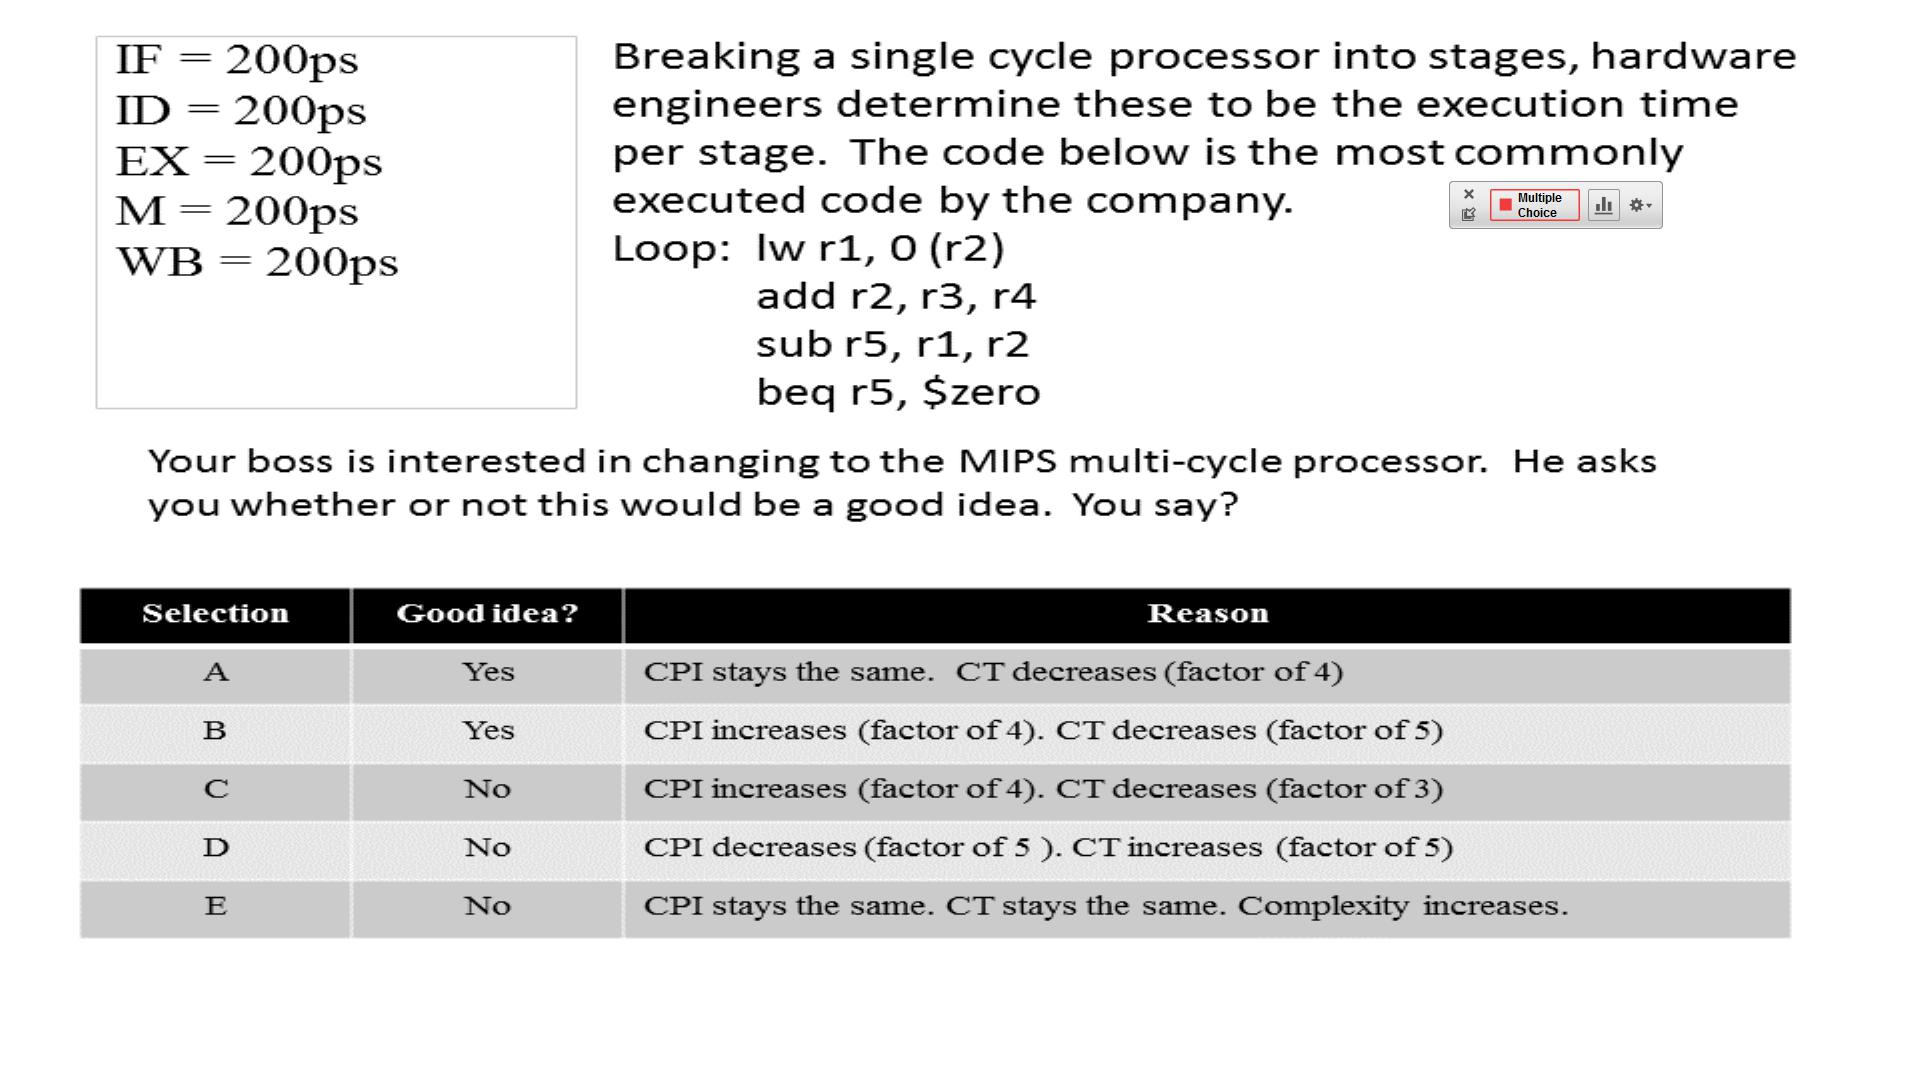 IF = 200ps
ID = 200ps
EX = 200ps
M = 200ps
WB = 200ps
Breaking a single cycle processor into stages, hardware
engineers determine these to be the execution time
per stage. The code below is the most commonly
executed code by the company.
Multiple
Choice
Loop: lw r1, 0 (r2)
add r2, r3, r4
sub r5, r1, r2
beq r5, $zero
Your boss is interested in changing to the MIPS multi-cycle processor. He asks
you whether or not this would be a good idea. You say?
Selection Good idea? Reason
A Yes CPI stays the same. CT decreases (factor of 4)
B Yes CPI increases (factor of 4). CT decreases (factor of 5)
C No CPI increases (factor of 4). CT decreases (factor of 3)
D No CPI decreases (factor of 5 ). CT increases (factor of 5)
E No CPI stays the same. CT stays the same. Complexity increases.